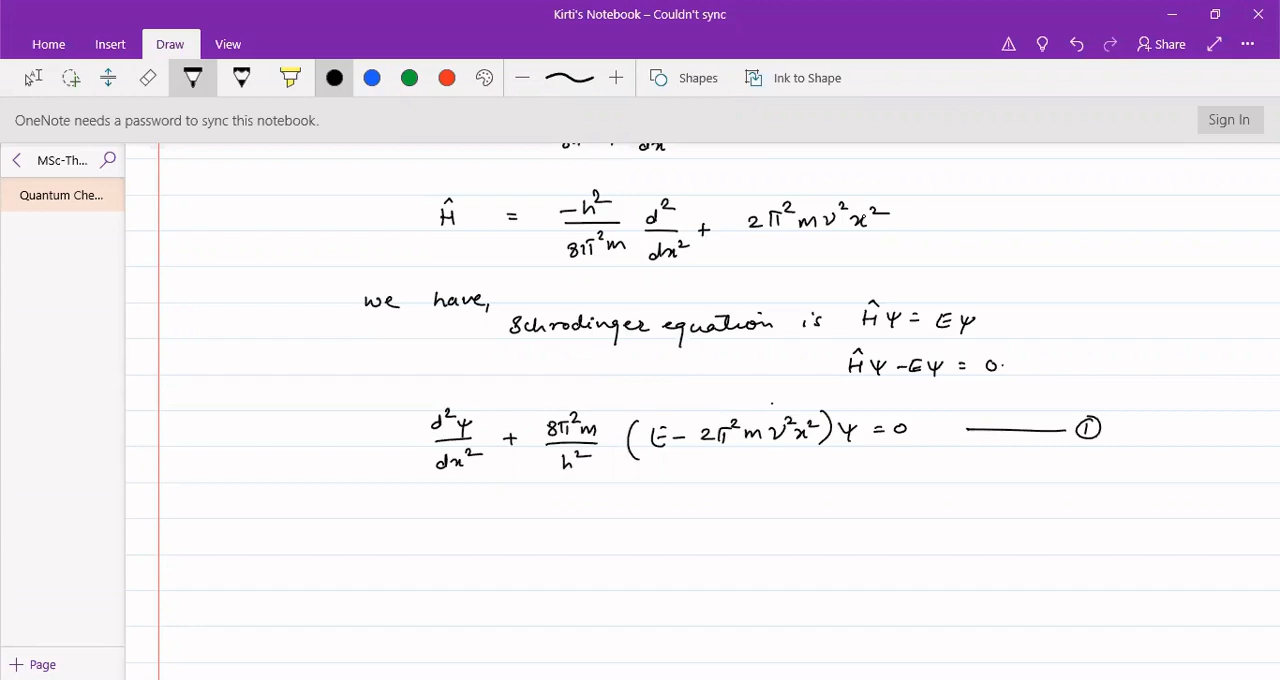 Kirti's Notebook – Couldn't sync
Home Insert Draw View Share
Shapes Ink to Shape
OneNote needs a password to sync this notebook. Sign In
MSc-Th...
Quantum Che...
dx
Ĥ = -h²/8π²m d²/dx² + 2π²mν²x²
we have,
Schrodinger equation is Ĥψ = Eψ
Ĥψ - Eψ = 0.
d²ψ/dx² + 8π²m/h² (E - 2π²mν²x²)ψ = 0 ——— ①
+ Page